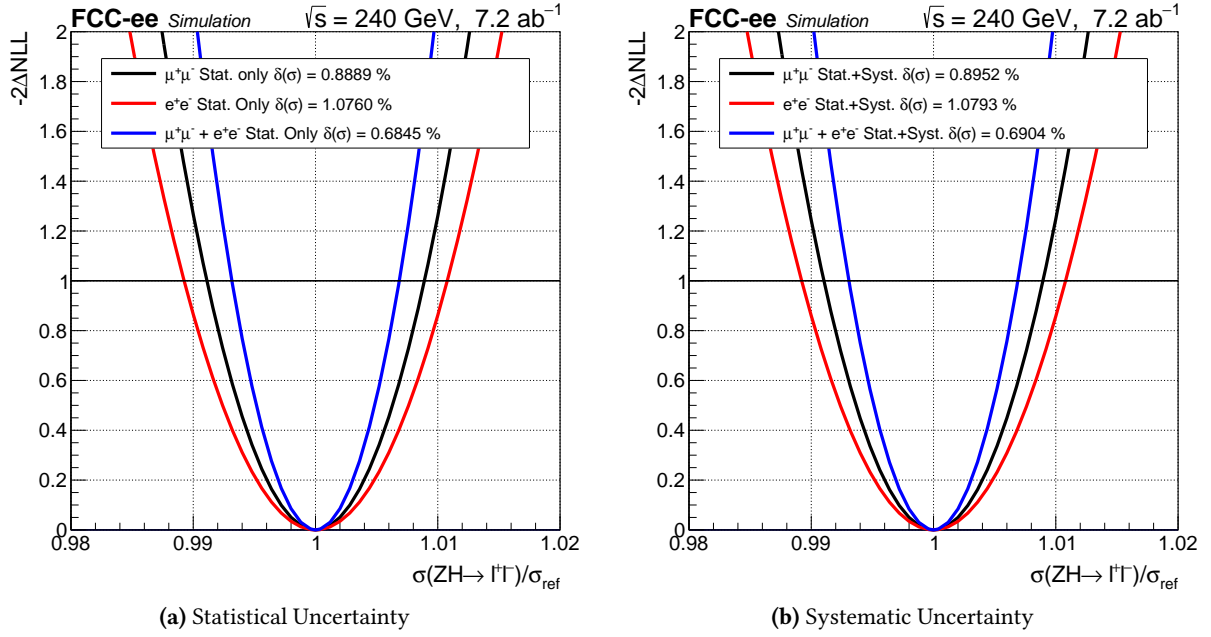 FCC-ee Simulation √s = 240 GeV, 7.2 ab⁻¹
-2ΔNLL
2
1.8
1.6
1.4
1.2
1
0.8
0.6
0.4
0.2
0
μ⁺μ⁻ Stat. only δ(σ) = 0.8889 %
e⁺e⁻ Stat. Only δ(σ) = 1.0760 %
μ⁺μ⁻ + e⁺e⁻ Stat. Only δ(σ) = 0.6845 %
0.98 0.99 1 1.01 1.02
σ(ZH→ l⁺l⁻)/σ_ref
(a) Statistical Uncertainty
FCC-ee Simulation √s = 240 GeV, 7.2 ab⁻¹
-2ΔNLL
2
1.8
1.6
1.4
1.2
1
0.8
0.6
0.4
0.2
0
μ⁺μ⁻ Stat.+Syst. δ(σ) = 0.8952 %
e⁺e⁻ Stat.+Syst. δ(σ) = 1.0793 %
μ⁺μ⁻ + e⁺e⁻ Stat.+Syst. δ(σ) = 0.6904 %
0.98 0.99 1 1.01 1.02
σ(ZH→ l⁺l⁻)/σ_ref
(b) Systematic Uncertainty